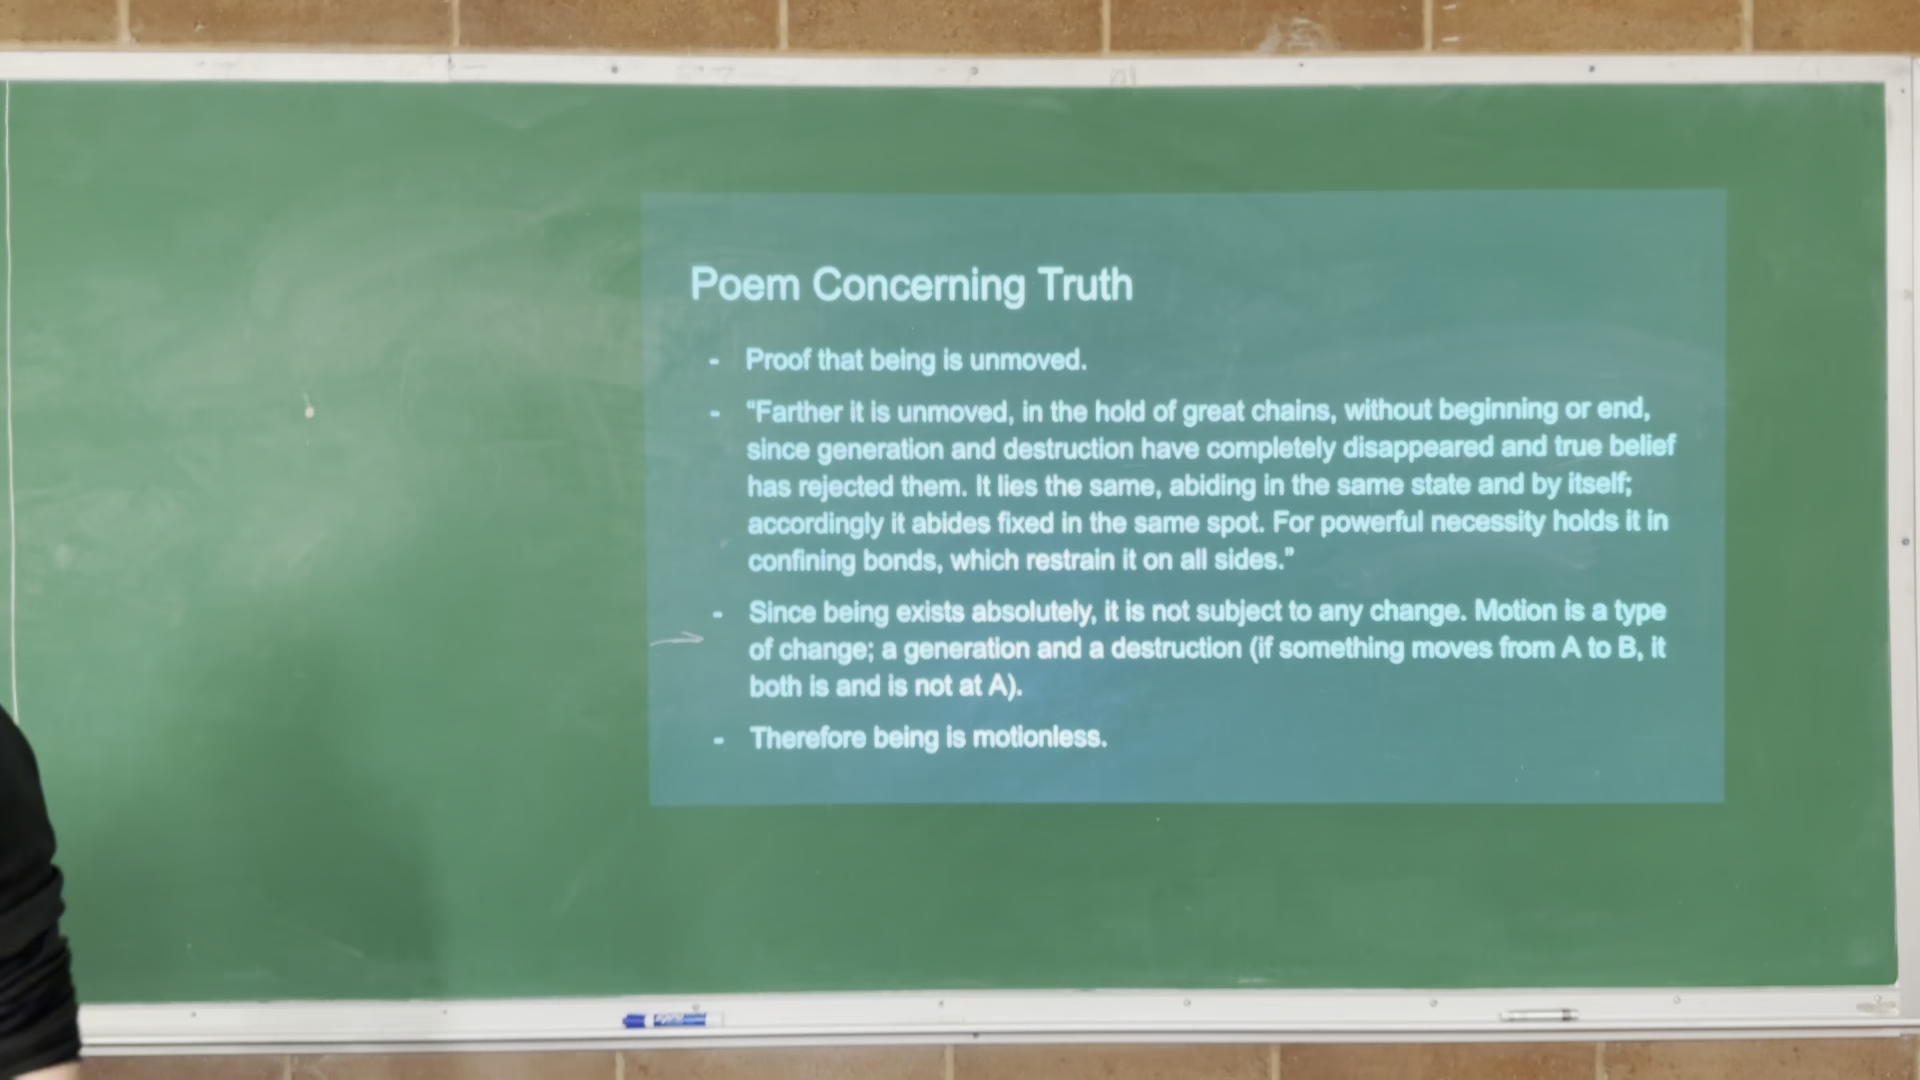 Poem Concerning Truth
- Proof that being is unmoved.
- “Farther it is unmoved, in the hold of great chains, without beginning or end,
since generation and destruction have completely disappeared and true belief
has rejected them. It lies the same, abiding in the same state and by itself;
accordingly it abides fixed in the same spot. For powerful necessity holds it in
confining bonds, which restrain it on all sides.”
- Since being exists absolutely, it is not subject to any change. Motion is a type
of change; a generation and a destruction (if something moves from A to B, it
both is and is not at A).
- Therefore being is motionless.